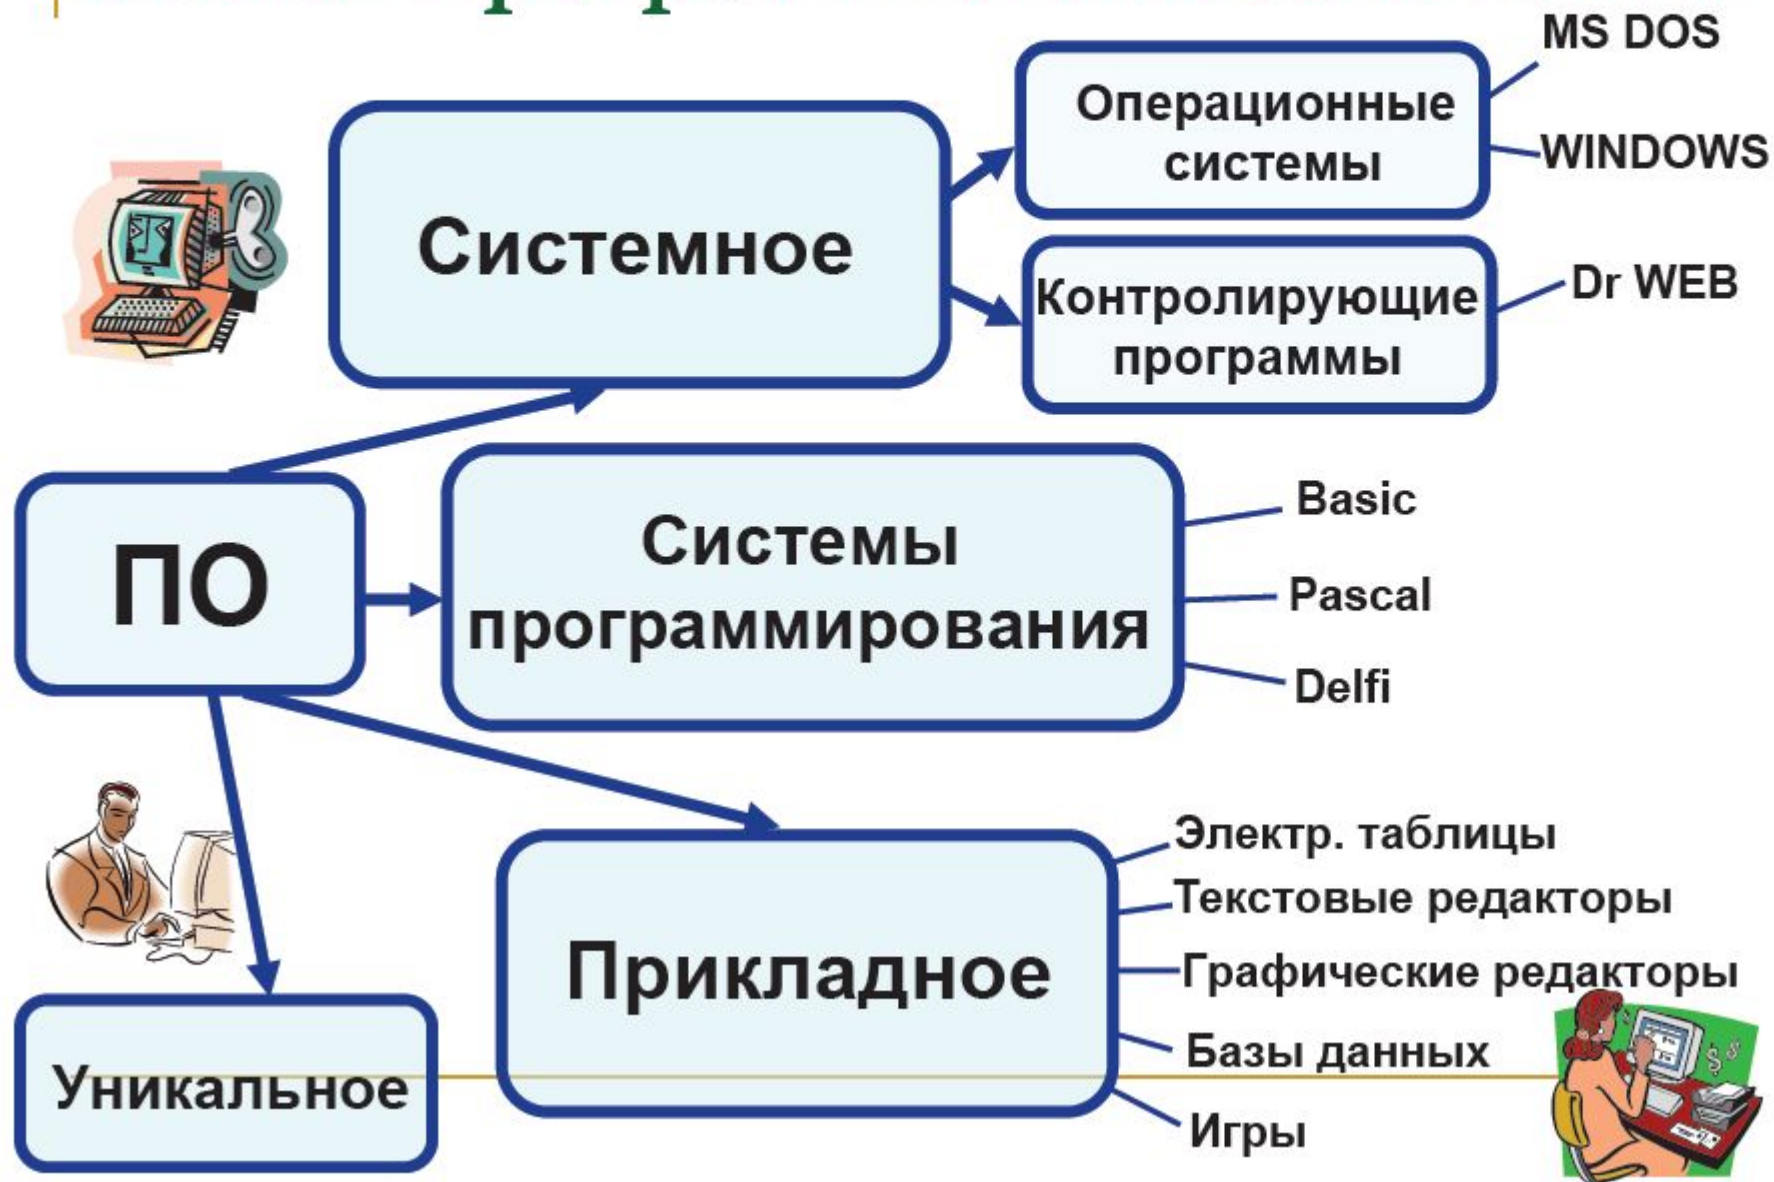 MS DOS
Операционные
системы
WINDOWS
Системное
Контролирующие
программы
Dr WEB
ПО
Системы
программирования
Basic
Pascal
Delfi
Прикладное
Электр. таблицы
Текстовые редакторы
Графические редакторы
Базы данных
Игры
Уникальное